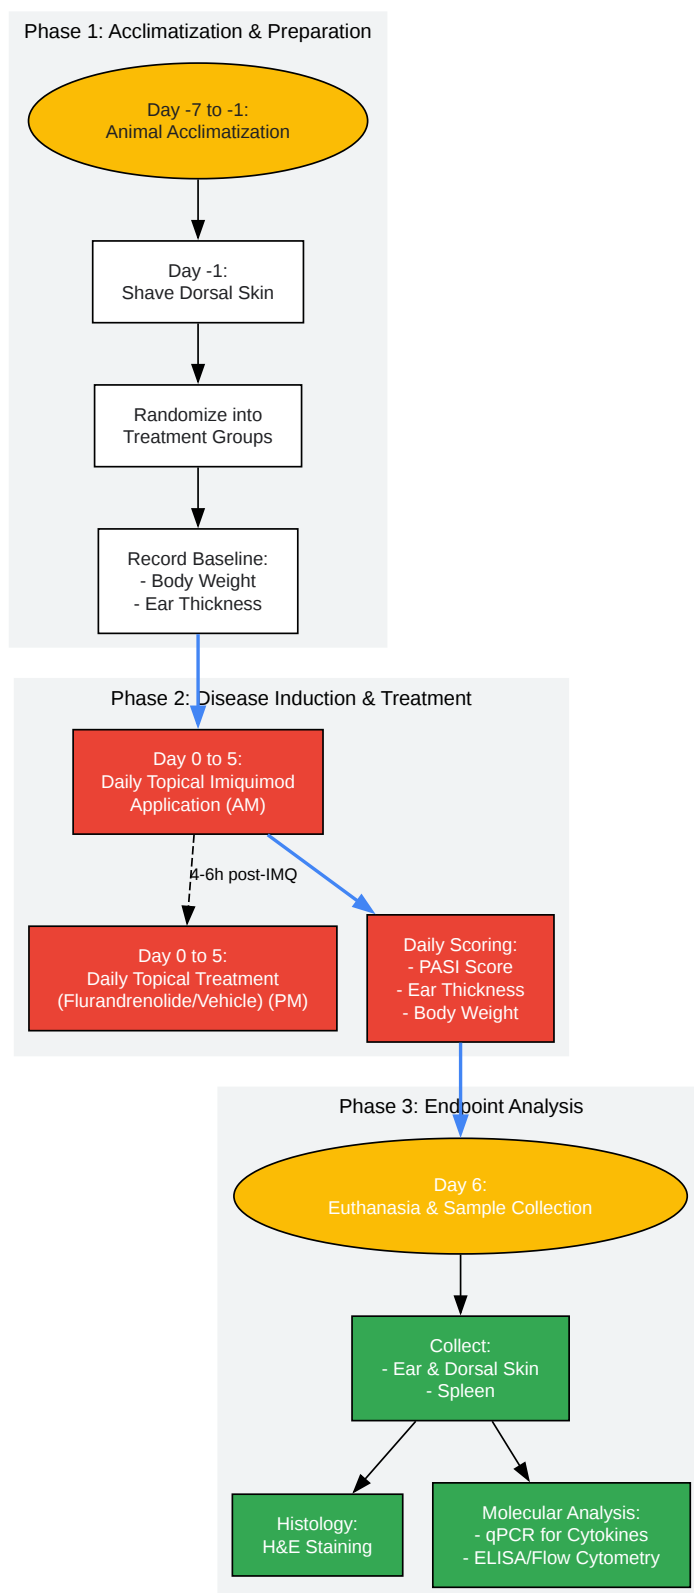 Phase 1: Acclimatization & Preparation
Day -7 to -1:
Animal Acclimatization
Day -1:
Shave Dorsal Skin
Randomize into
Treatment Groups
Record Baseline:
- Body Weight
- Ear Thickness
Phase 2: Disease Induction & Treatment
Day 0 to 5:
Daily Topical Imiquimod
Application (AM)
4-6h post-IMQ
Day 0 to 5:
Daily Topical Treatment
(Flurandrenolide/Vehicle) (PM)
Daily Scoring:
- PASI Score
- Ear Thickness
- Body Weight
Phase 3: Endpoint Analysis
Day 6:
Euthanasia & Sample Collection
Collect:
- Ear & Dorsal Skin
- Spleen
Histology:
H&E Staining
Molecular Analysis:
- qPCR for Cytokines
- ELISA/Flow Cytometry